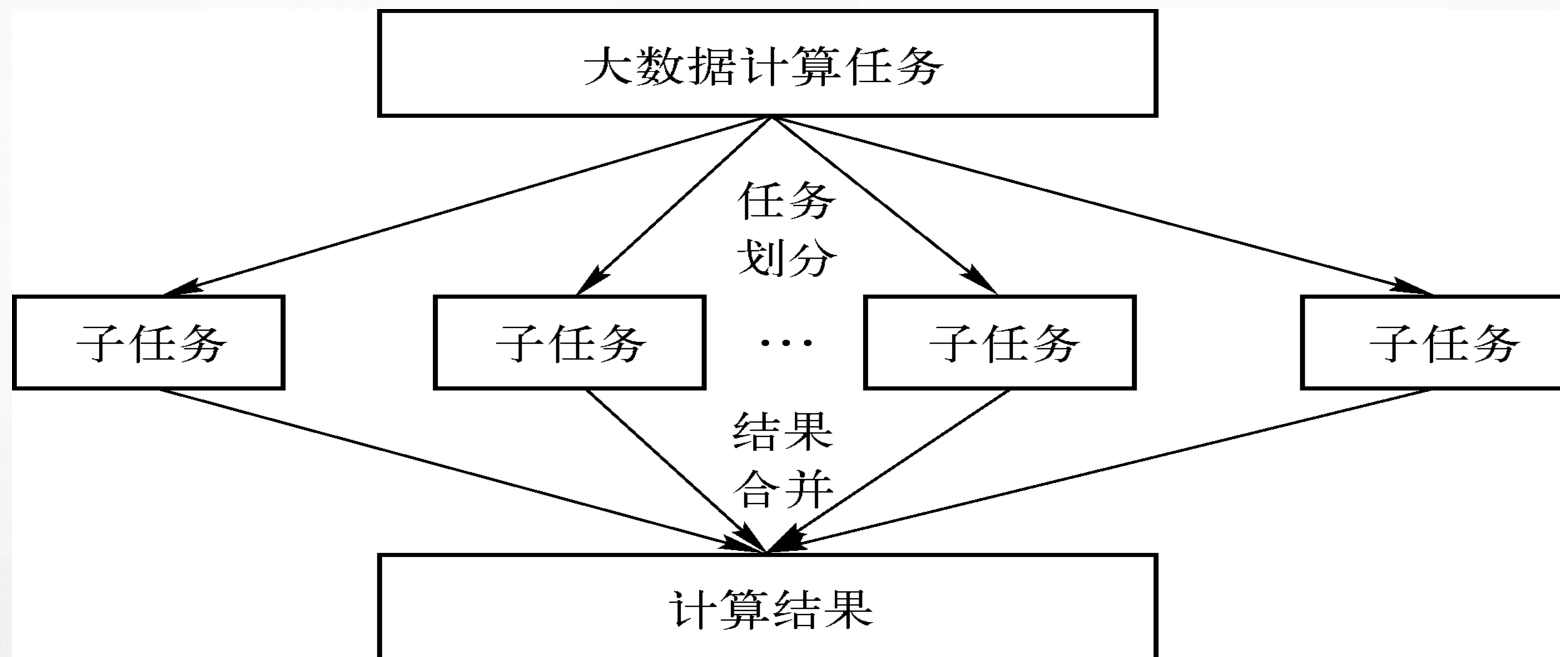 大数据计算任务
任务
划分
子任务
子任务
…
子任务
子任务
结果
合并
计算结果